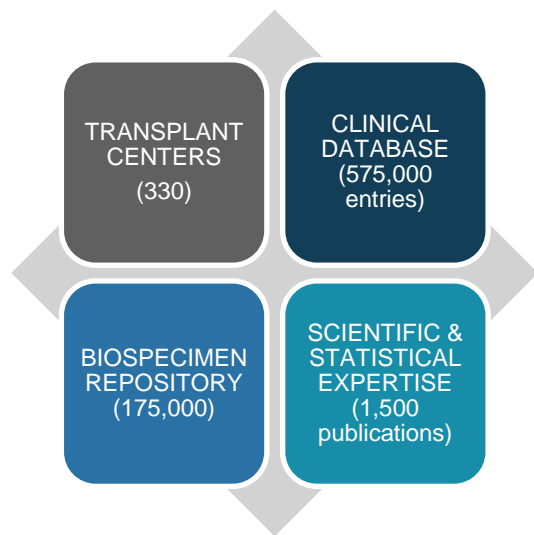 TRANSPLANT
CENTERS
(330)
CLINICAL
DATABASE
(575,000
entries)
BIOSPECIMEN
REPOSITORY
(175,000)
SCIENTIFIC &
STATISTICAL
EXPERTISE
(1,500
publications)